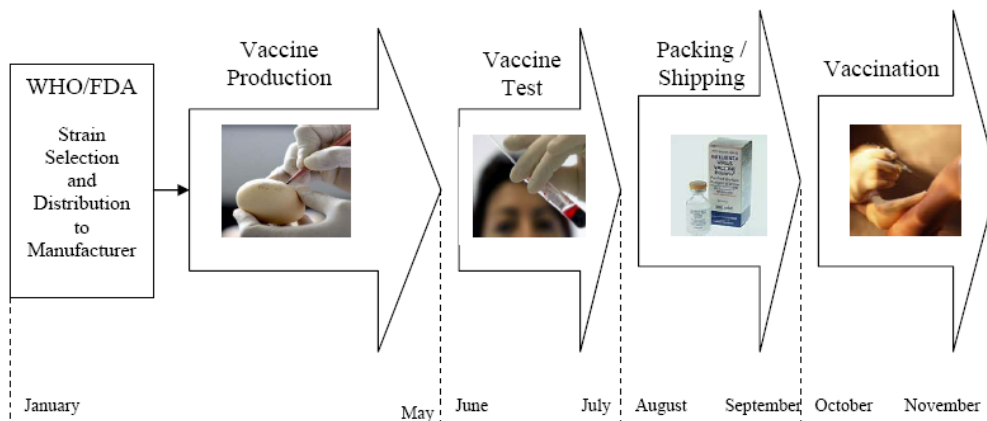 WHO/FDA
Strain
Selection
and
Distribution
to
Manufacturer
Vaccine
Production
Vaccine
Test
Packing /
Shipping
Vaccination
VACCINE
January
May
June
July
August
September
October
November